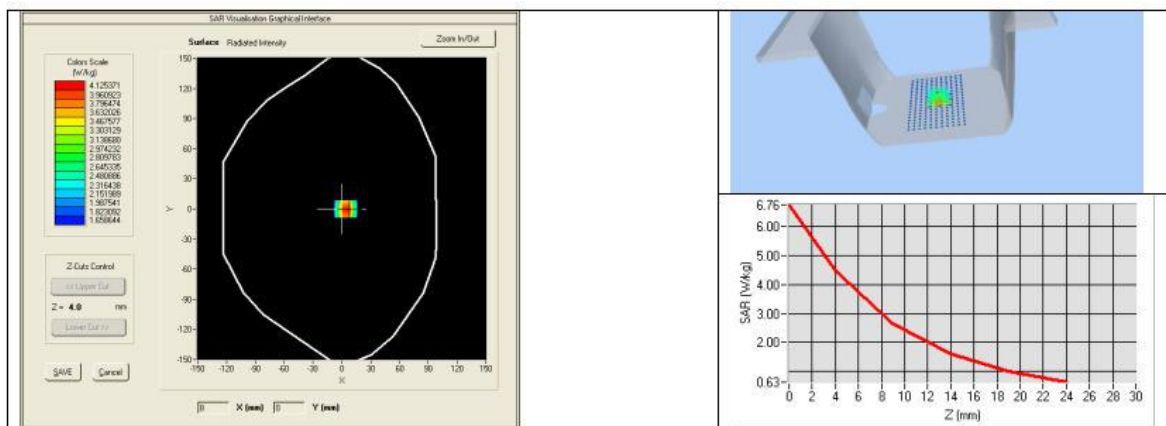 SAR Visualisation Graphical Interface
Surface Radiated Intensity
Zoom In/Out
Colors Scale
(W/kg)
4.125371
3.960923
3.796474
3.632026
3.467577
3.303129
3.138680
2.974232
2.809783
2.645335
2.480886
2.316438
2.151989
1.987541
1.823092
1.658644
Z-Cuts Control
<< Upper Cut
Z = 4.0 mm
Lower Cut >>
SAVE Cancel
150
120
90
60
30
0
-30
-60
-90
-120
-150
Y
-150 -120 -90 -60 -30 0 30 60 90 120 150
X
0 X (mm) 0 Y (mm)
6.76
6.00
5.00
4.00
3.00
2.00
0.63
SAR (W/kg)
0 2 4 6 8 10 12 14 16 18 20 22 24 26 28 30
Z (mm)